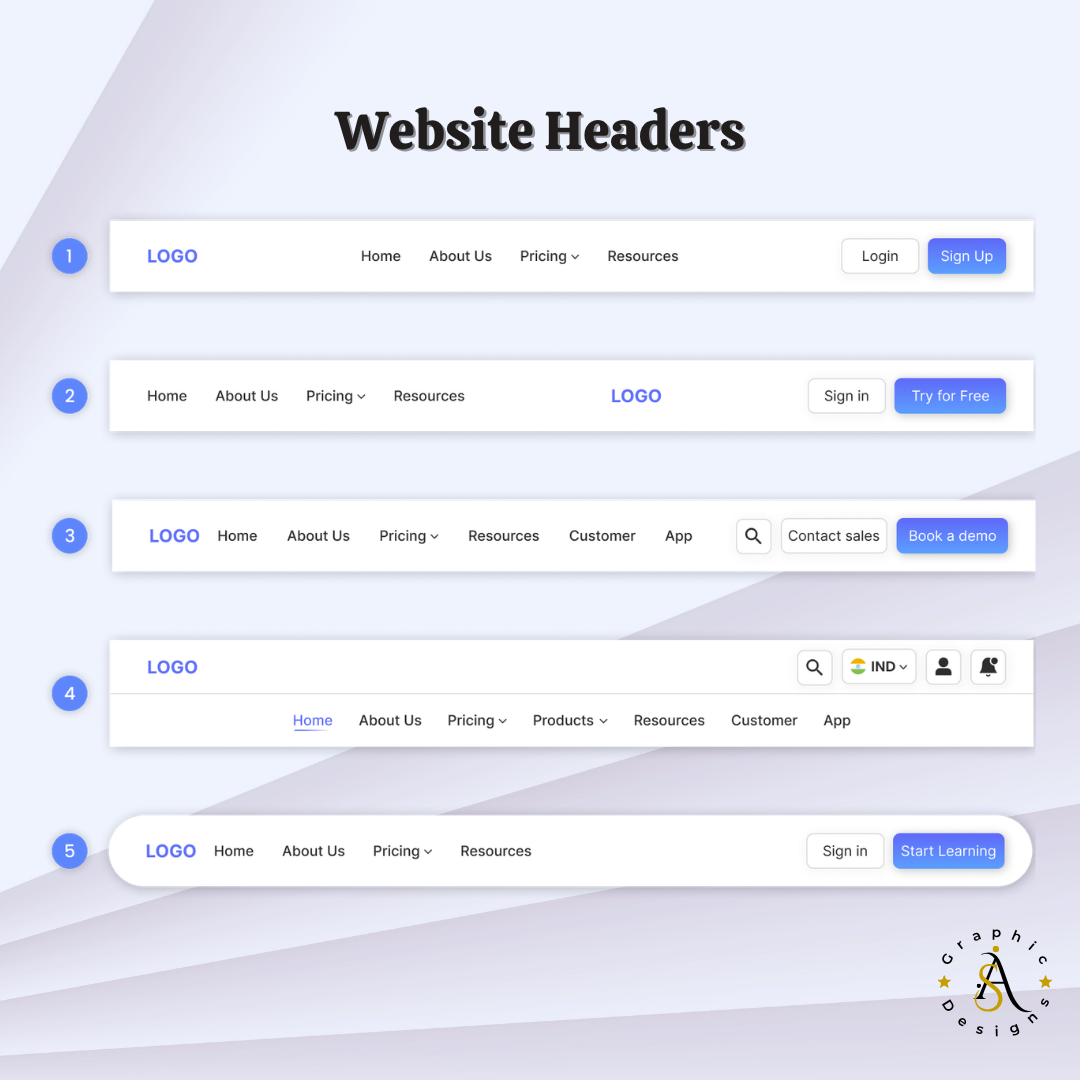 Website Headers
1
LOGO Home About Us Pricing Resources Login Sign Up
2
Home About Us Pricing Resources LOGO Sign in Try for Free
3
LOGO Home About Us Pricing Resources Customer App Contact sales Book a demo
4
LOGO IND
Home About Us Pricing Products Resources Customer App
5
LOGO Home About Us Pricing Resources Sign in Start Learning
Graphic
SA
Designs